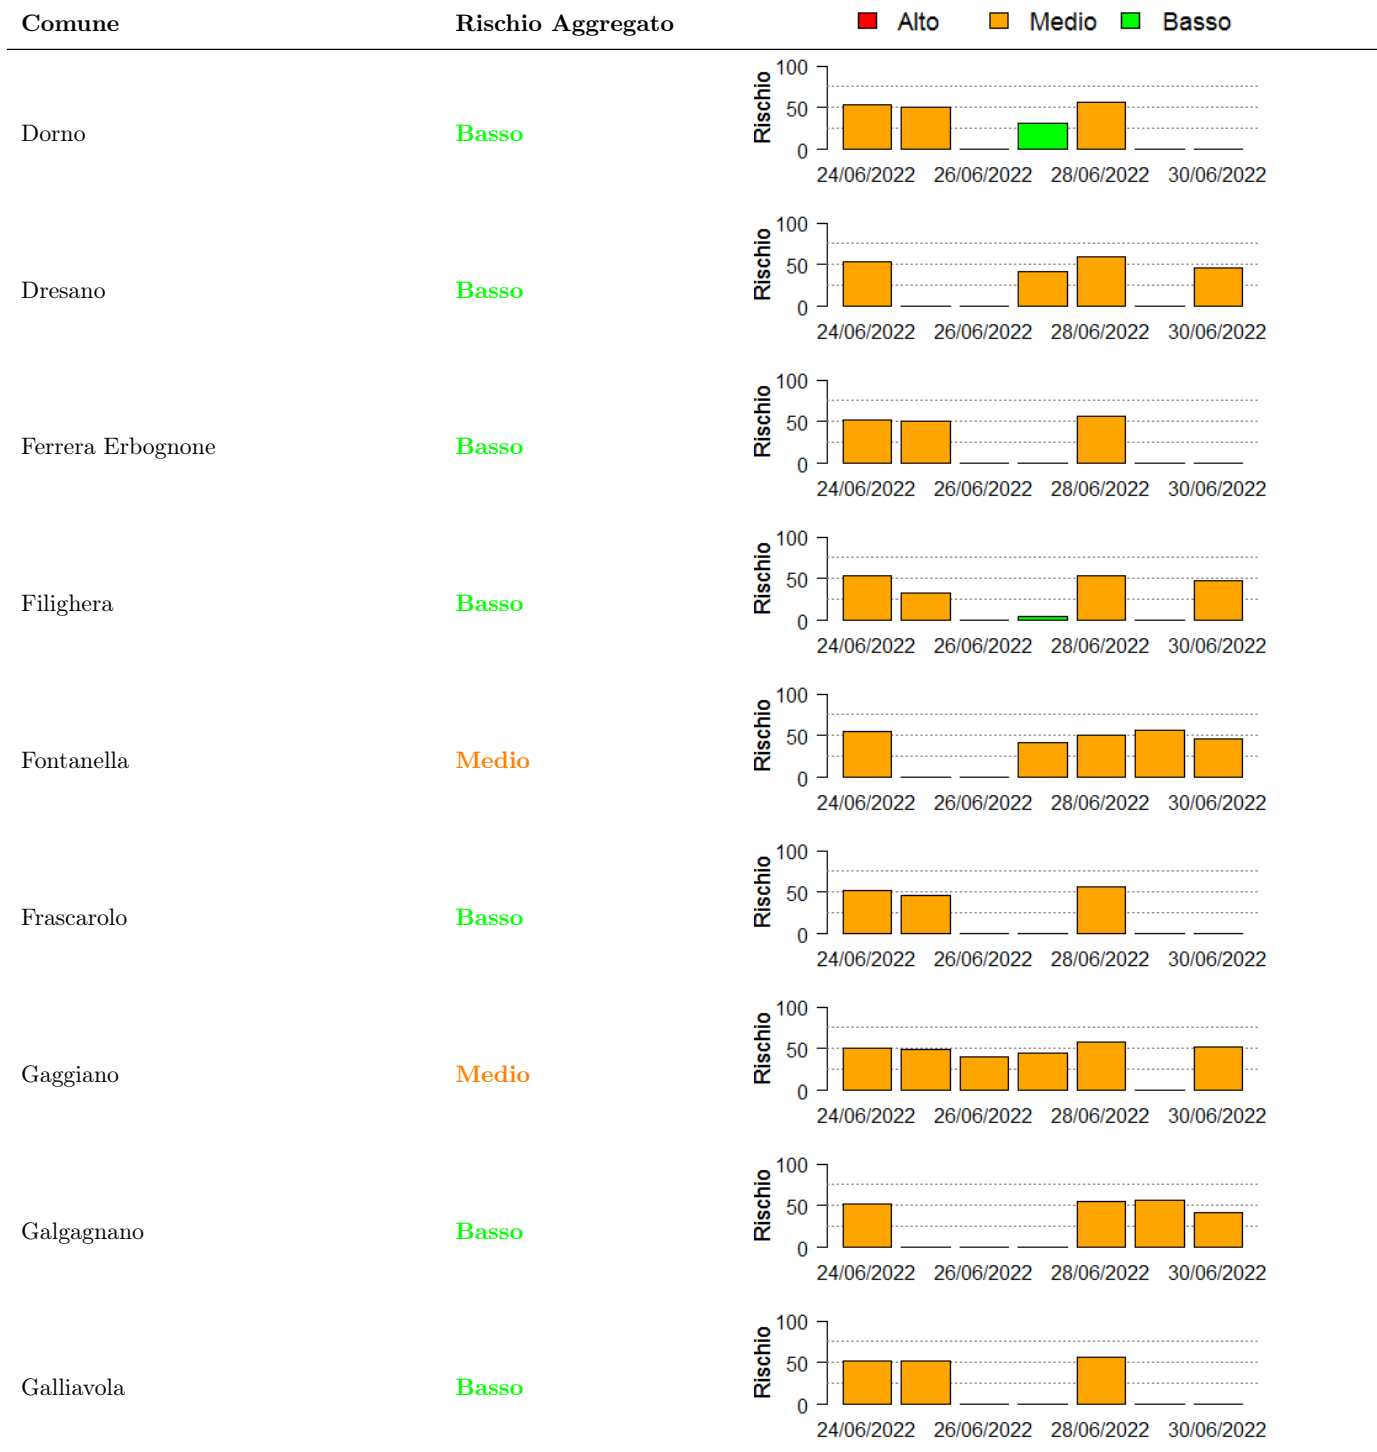 Comune Rischio Aggregato Alto Medio Basso
100
50
0
Rischio
Dorno Basso
24/06/2022 26/06/2022 28/06/2022 30/06/2022
100
50
0
Rischio
Dresano Basso
24/06/2022 26/06/2022 28/06/2022 30/06/2022
100
50
0
Rischio
Ferrera Erbognone Basso
24/06/2022 26/06/2022 28/06/2022 30/06/2022
100
50
0
Rischio
Filighera Basso
24/06/2022 26/06/2022 28/06/2022 30/06/2022
100
50
0
Rischio
Fontanella Medio
24/06/2022 26/06/2022 28/06/2022 30/06/2022
100
50
0
Rischio
Frascarolo Basso
24/06/2022 26/06/2022 28/06/2022 30/06/2022
100
50
0
Rischio
Gaggiano Medio
24/06/2022 26/06/2022 28/06/2022 30/06/2022
100
50
0
Rischio
Galgagnano Basso
24/06/2022 26/06/2022 28/06/2022 30/06/2022
100
50
0
Rischio
Galliavola Basso
24/06/2022 26/06/2022 28/06/2022 30/06/2022